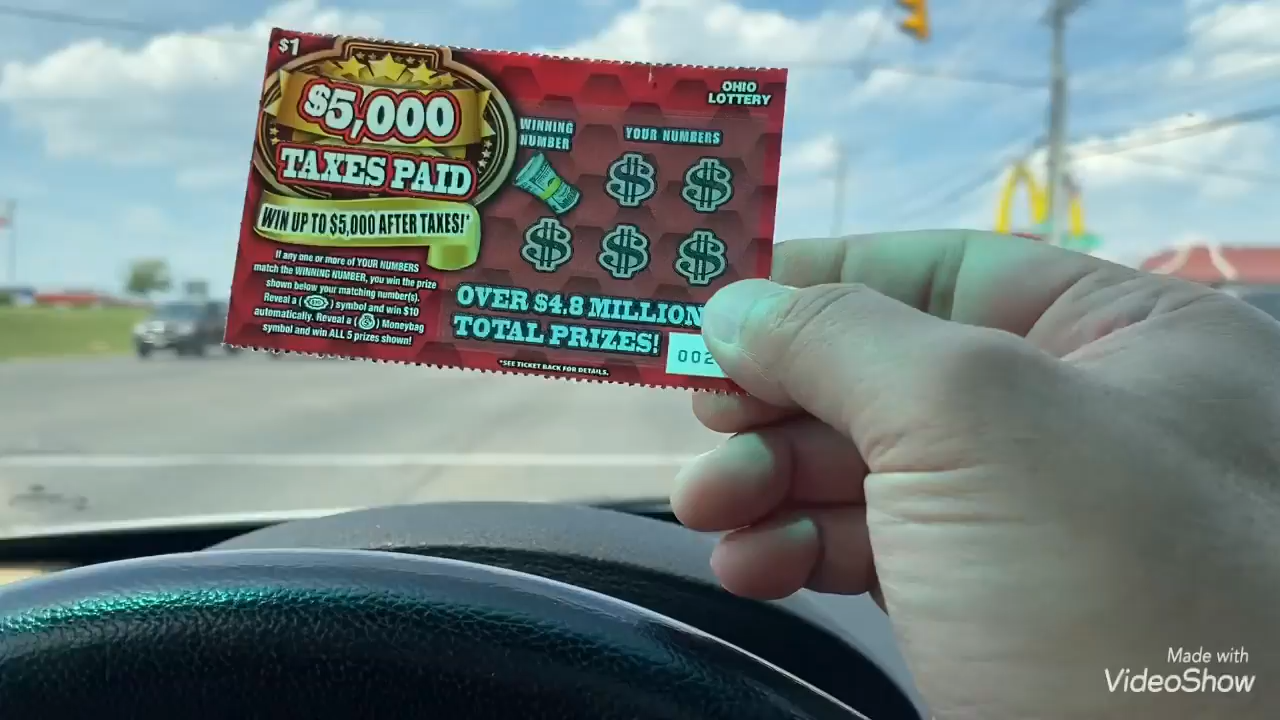 $1
$5,000
TAXES PAID
WIN UP TO $5,000 AFTER TAXES!*
If any one or more of YOUR NUMBERS
match the WINNING NUMBER, you win the prize
shown below your matching number(s).
Reveal a ( ) symbol and win $10
automatically. Reveal a ( ) Moneybag
symbol and win ALL 5 prizes shown!
OHIO
LOTTERY
WINNING
NUMBER
YOUR NUMBERS
$ $
$ $ $
OVER $4.8 MILLION
TOTAL PRIZES!
002
*SEE TICKET BACK FOR DETAILS.
Made with
VideoShow